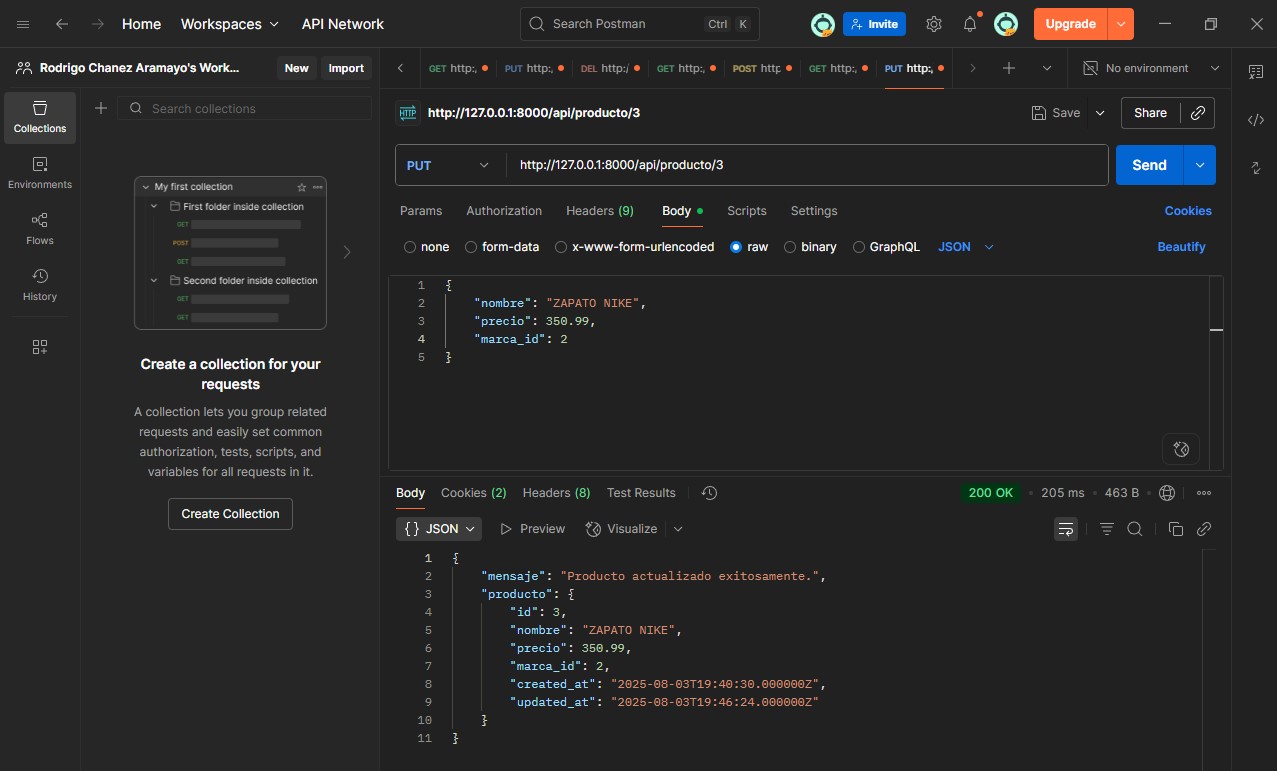 Home Workspaces API Network Search Postman Ctrl K Invite Upgrade
Rodrigo Chanez Aramayo's Work... New Import
GET http:, PUT http:, DEL http:/ GET http:, POST http GET http:, PUT http:, No environment
Collections
Environments
Flows
History
Search collections
My first collection
First folder inside collection
GET
POST
GET
Second folder inside collection
GET
GET
Create a collection for your
requests
A collection lets you group related
requests and easily set common
authorization, tests, scripts, and
variables for all requests in it.
Create Collection
HTTP http://127.0.0.1:8000/api/producto/3 Save Share
PUT http://127.0.0.1:8000/api/producto/3 Send
Params Authorization Headers (9) Body Scripts Settings Cookies
none form-data x-www-form-urlencoded raw binary GraphQL JSON Beautify
1 {
2 "nombre": "ZAPATO NIKE",
3 "precio": 350.99,
4 "marca_id": 2
5 }
Body Cookies (2) Headers (8) Test Results 200 OK 205 ms 463 B
{} JSON Preview Visualize
1 {
2 "mensaje": "Producto actualizado exitosamente.",
3 "producto": {
4 "id": 3,
5 "nombre": "ZAPATO NIKE",
6 "precio": 350.99,
7 "marca_id": 2,
8 "created_at": "2025-08-03T19:40:30.000000Z",
9 "updated_at": "2025-08-03T19:46:24.000000Z"
10 }
11 }